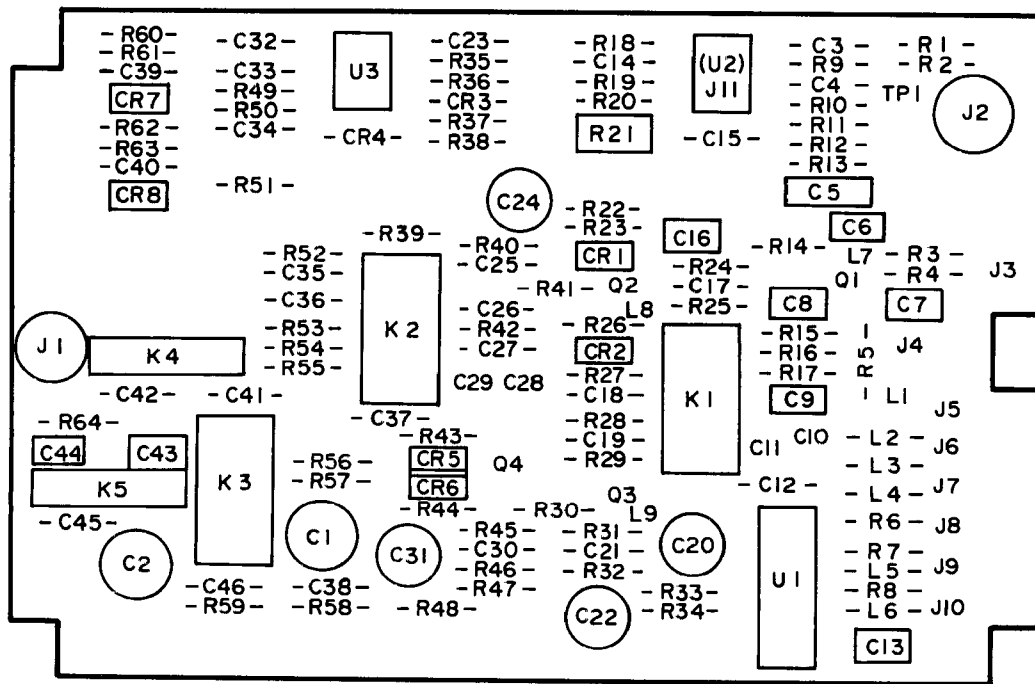 -R60-
-R61-
-C39-
CR7
-R62-
-R63-
-C40-
CR8
-C32-
-C33-
-R49-
-R50-
-C34-
-R51-
U3
-CR4-
-C23-
-R35-
-R36-
-CR3-
-R37-
-R38-
-R18-
-C14-
-R19-
-R20-
R21
(U2)
J11
-C15-
-C3-
-R9-
-C4-
-R10-
-R11-
-R12-
-R13-
C5
C6
-R1-
-R2-
TP1
J2
C24
-R22-
-R23-
CR1
C16
-R14-
L7
Q1
-R3-
-R4-
J3
-R39-
-R52-
-C35-
-C36-
-R53-
-R54-
-R55-
K2
-R40-
-C25-
-R41-
Q2
L8
-C26-
-R42-
-C27-
C29 C28
-R26-
CR2
-R27-
-C18-
-R28-
-C19-
-R29-
-R24-
-C17-
-R25-
K1
C8
C7
-R15-
-R16-
-R17-
C9
-R5-
J4
L1
J5
J1
K4
-C42-
-C41-
-R64-
C44
C43
K5
-C45-
C2
K3
-C46-
-R59-
-R56-
-R57-
C1
-C38-
-R58-
-C37-
-R43-
CR5
CR6
-R44-
Q4
C31
-R48-
-R45-
-C30-
-R46-
-R47-
-R30-
Q3
L9
-R31-
-C21-
-R32-
C22
C20
-R33-
-R34-
C11
C10
-C12-
U1
-L2-
-L3-
-L4-
-R6-
-R7-
-L5-
-R8-
-L6-
C13
J6
J7
J8
J9
J10